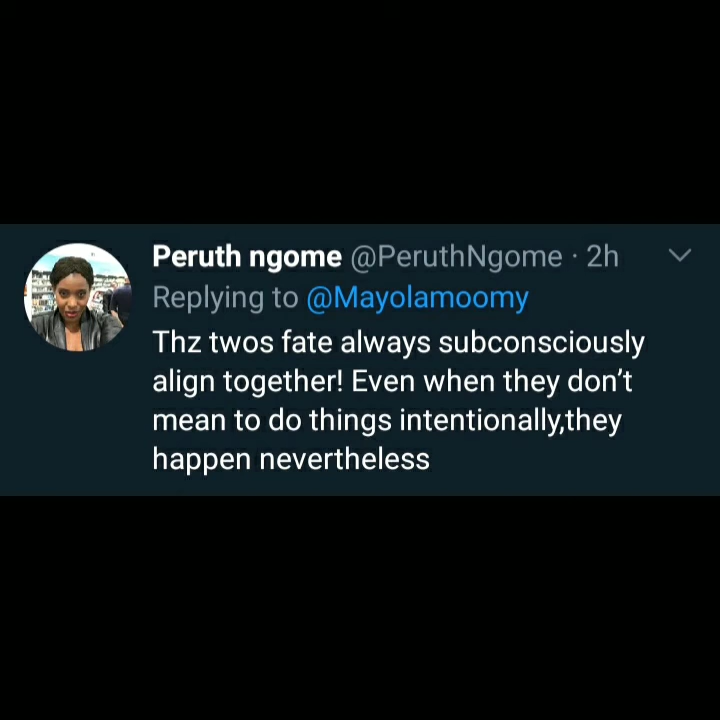 Peruth ngome @PeruthNgome · 2h
Replying to @Mayolamoomy
Thz twos fate always subconsciously
align together! Even when they don’t
mean to do things intentionally,they
happen nevertheless